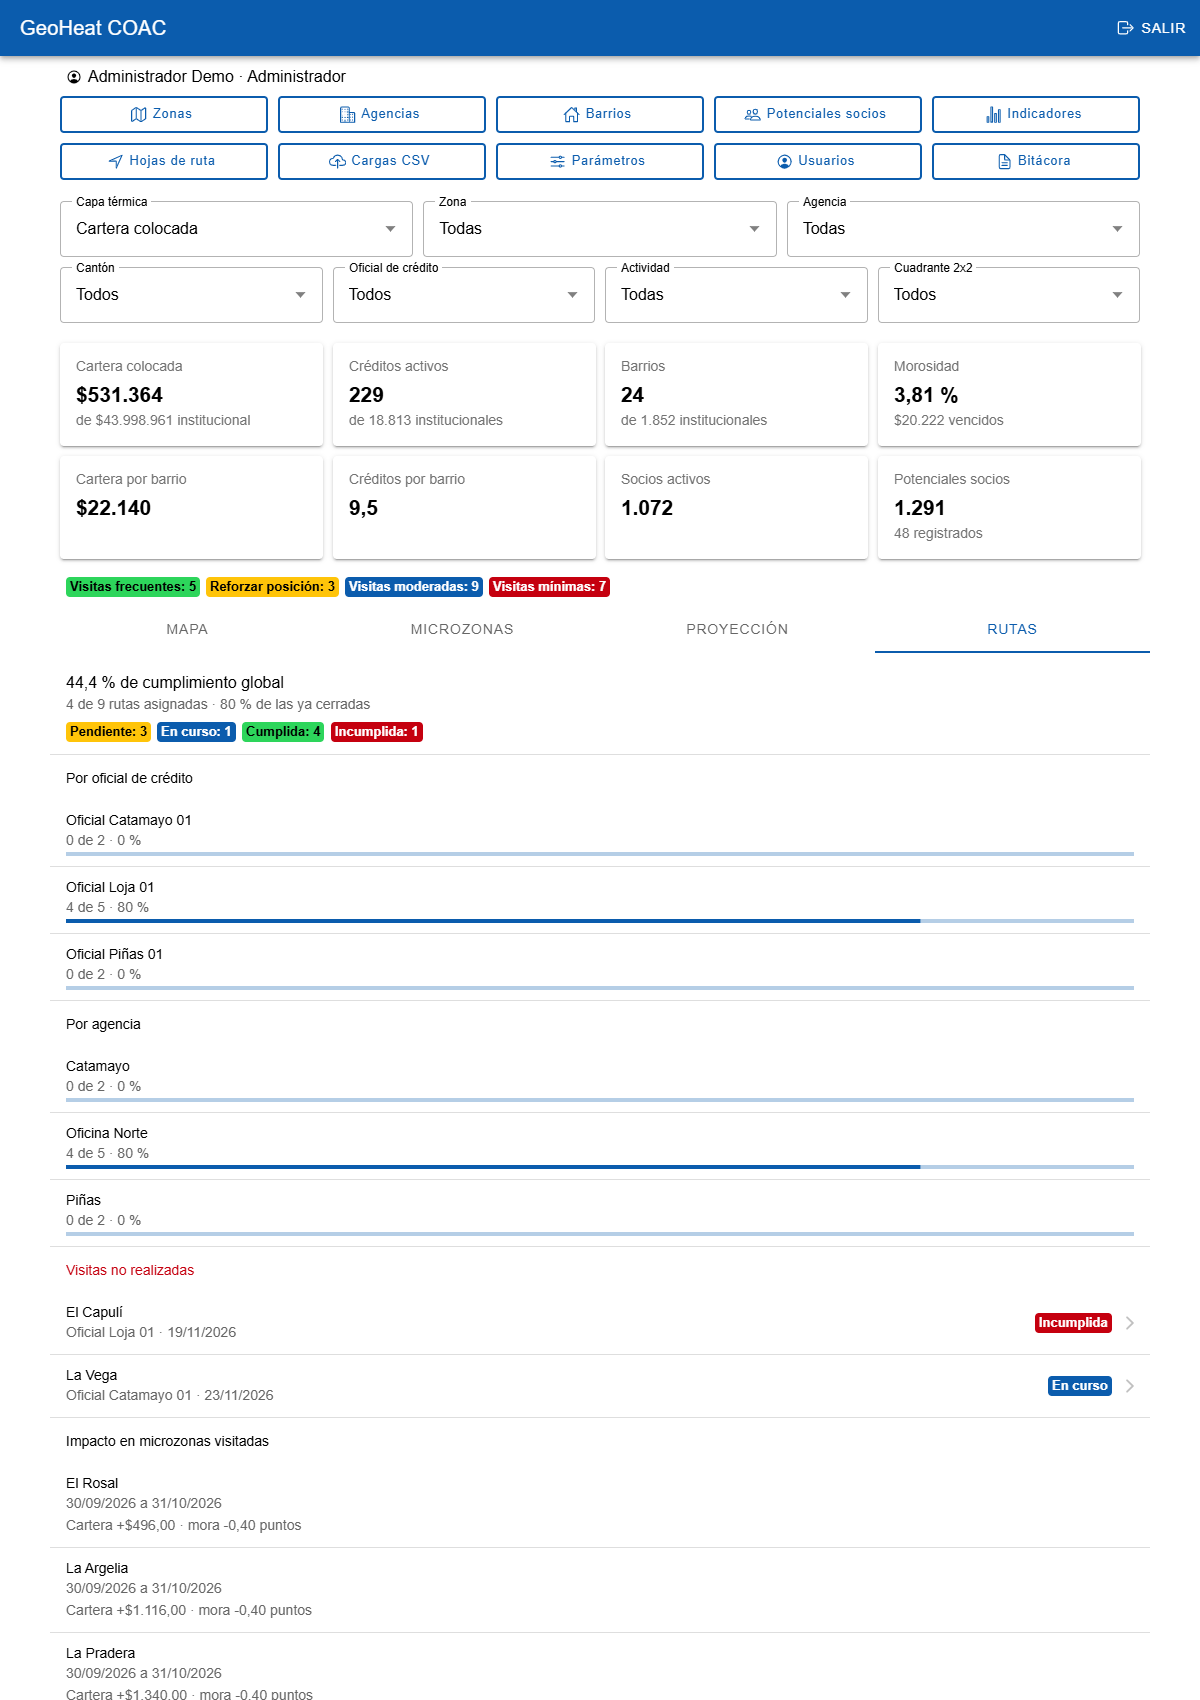 GeoHeat COAC
SALIR
Administrador Demo · Administrador
Zonas
Agencias
Barrios
Potenciales socios
Indicadores
Hojas de ruta
Cargas CSV
Parámetros
Usuarios
Bitácora
Capa térmica
Cartera colocada
Zona
Todas
Agencia
Todas
Cantón
Todos
Oficial de crédito
Todos
Actividad
Todas
Cuadrante 2x2
Todos
Cartera colocada
$531.364
de $43.998.961 institucional
Créditos activos
229
de 18.813 institucionales
Barrios
24
de 1.852 institucionales
Morosidad
3,81 %
$20.222 vencidos
Cartera por barrio
$22.140
Créditos por barrio
9,5
Socios activos
1.072
Potenciales socios
1.291
48 registrados
Visitas frecuentes: 5
Reforzar posición: 3
Visitas moderadas: 9
Visitas mínimas: 7
MAPA
MICROZONAS
PROYECCIÓN
RUTAS
44,4 % de cumplimiento global
4 de 9 rutas asignadas · 80 % de las ya cerradas
Pendiente: 3
En curso: 1
Cumplida: 4
Incumplida: 1
Por oficial de crédito
Oficial Catamayo 01
0 de 2 · 0 %
Oficial Loja 01
4 de 5 · 80 %
Oficial Piñas 01
0 de 2 · 0 %
Por agencia
Catamayo
0 de 2 · 0 %
Oficina Norte
4 de 5 · 80 %
Piñas
0 de 2 · 0 %
Visitas no realizadas
El Capulí
Oficial Loja 01 · 19/11/2026
Incumplida
La Vega
Oficial Catamayo 01 · 23/11/2026
En curso
Impacto en microzonas visitadas
El Rosal
30/09/2026 a 31/10/2026
Cartera +$496,00 · mora -0,40 puntos
La Argelia
30/09/2026 a 31/10/2026
Cartera +$1.116,00 · mora -0,40 puntos
La Pradera
30/09/2026 a 31/10/2026
Cartera +$1.340,00 · mora -0,40 puntos